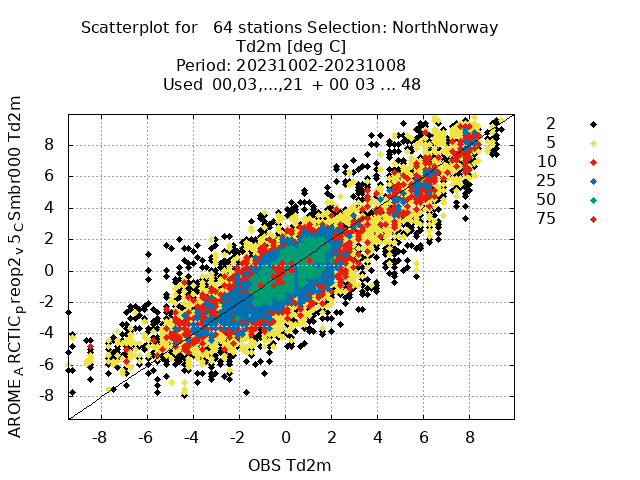 Scatterplot for 64 stations Selection: NorthNorway
Td2m [deg C]
Period: 20231002-20231008
Used 00,03,...,21 + 00 03 ... 48
AROME_ARCTIC_preop2_v5_CSmbr000 Td2m
8
6
4
2
0
-2
-4
-6
-8
-8 -6 -4 -2 0 2 4 6 8
OBS Td2m
2
5
10
25
50
75